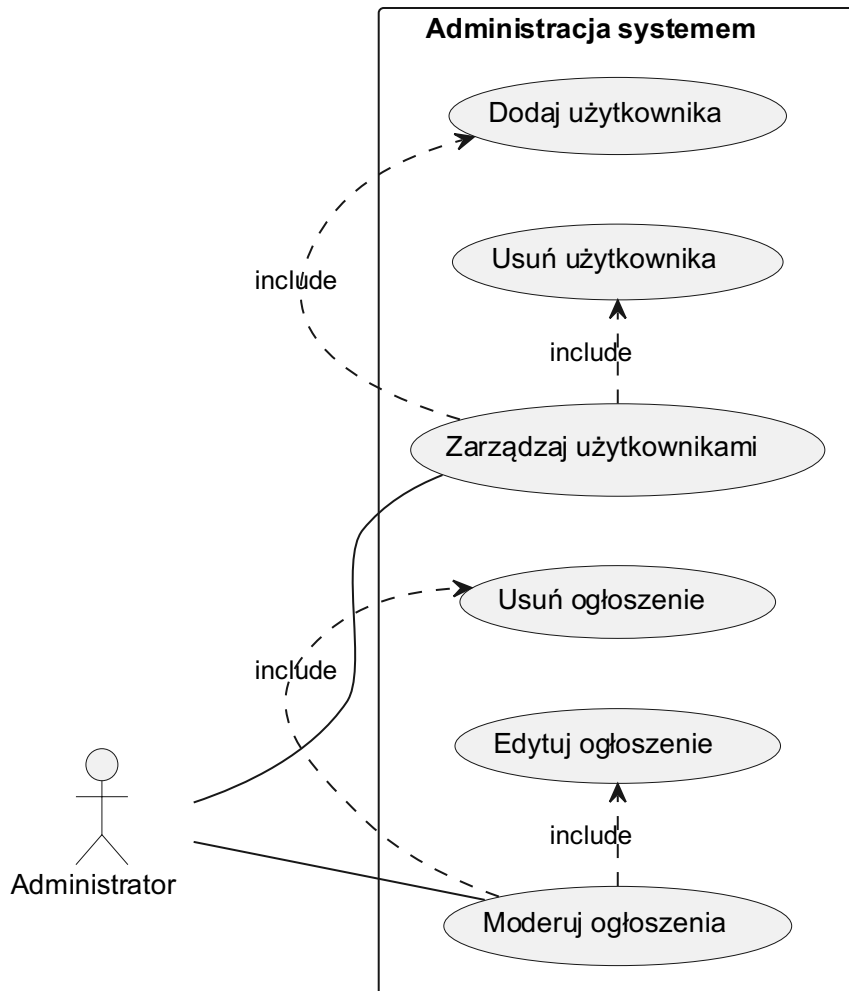 Administracja systemem
Dodaj użytkownika
include
Usuń użytkownika
include
Zarządzaj użytkownikami
Usuń ogłoszenie
include
Edytuj ogłoszenie
include
Administrator
Moderuj ogłoszenia